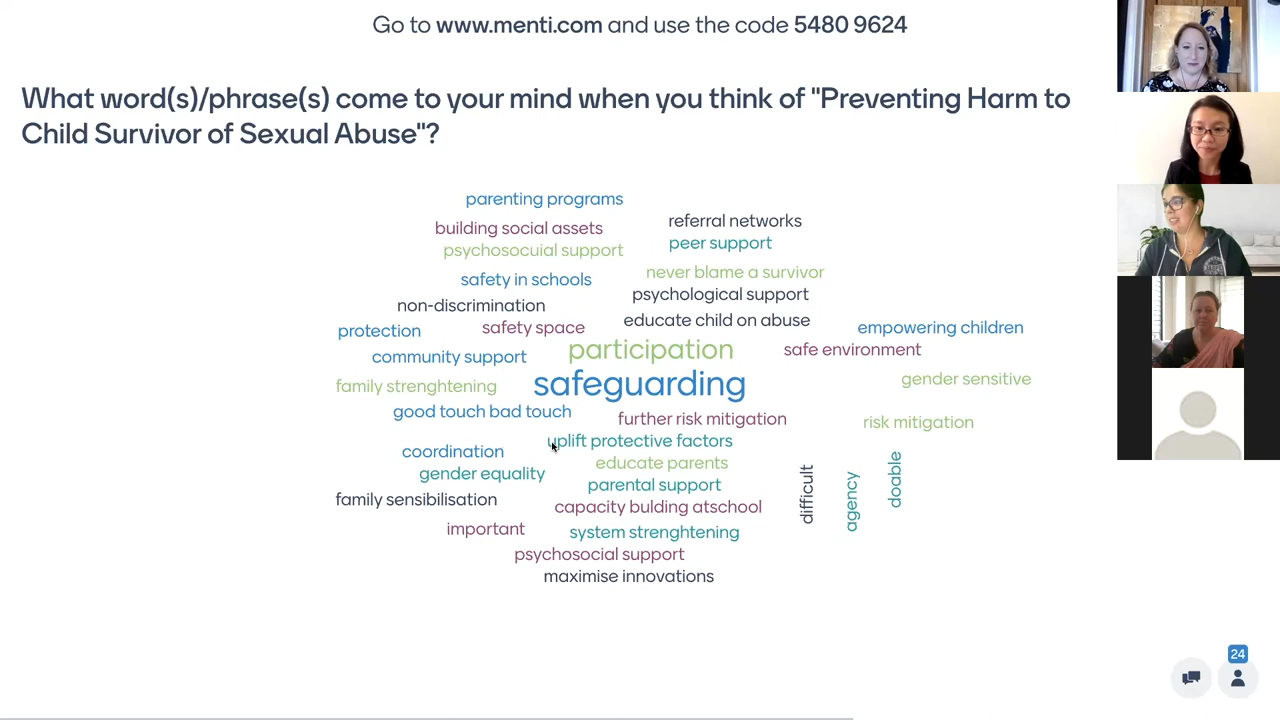 Go to www.menti.com and use the code 5480 9624
What word(s)/phrase(s) come to your mind when you think of "Preventing Harm to
Child Survivor of Sexual Abuse"?
parenting programs
referral networks
building social assets
peer support
psychosocuial support
never blame a survivor
safety in schools
psychological support
non-discrimination
educate child on abuse
protection
safety space
empowering children
participation
safe environment
community support
safeguarding
gender sensitive
family strenghtening
good touch bad touch
further risk mitigation
risk mitigation
uplift protective factors
coordination
educate parents
gender equality
parental support
difficult
agency
doable
family sensibilisation
capacity bulding atschool
important
system strenghtening
psychosocial support
maximise innovations
24